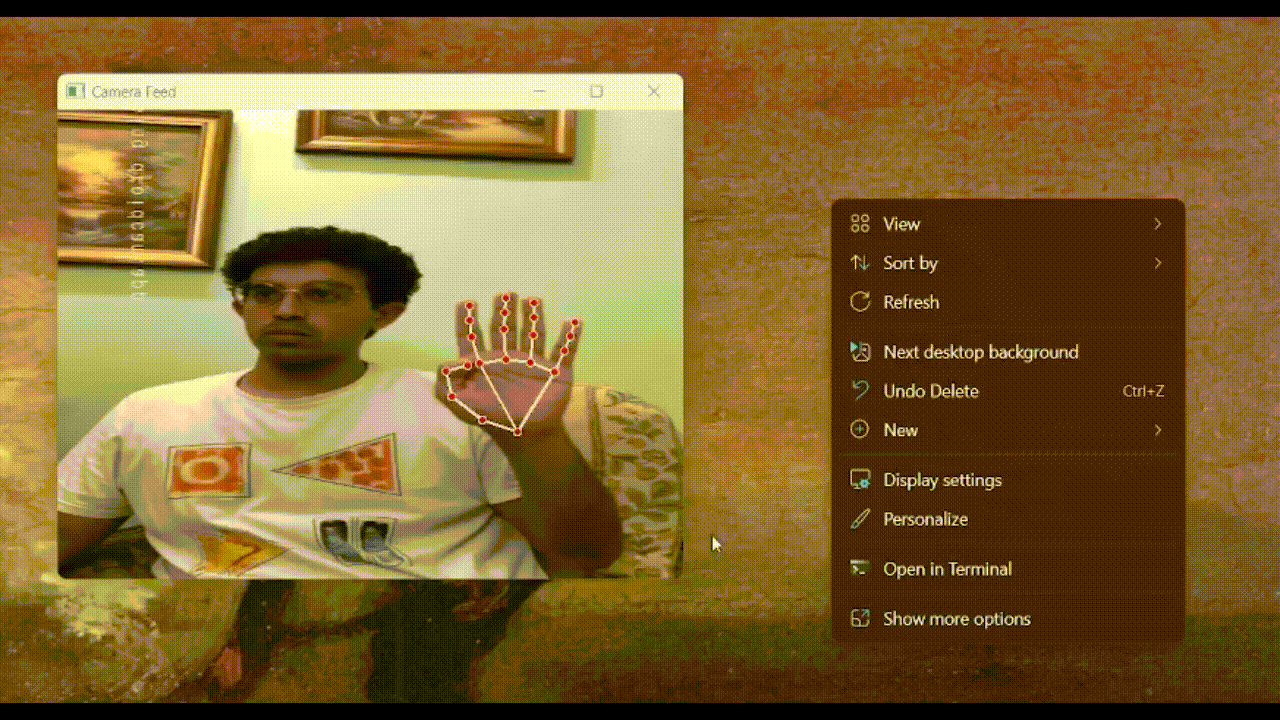 Camera Feed
View
Sort by
Refresh
Next desktop background
Undo Delete Ctrl+Z
New
Display settings
Personalize
Open in Terminal
Show more options